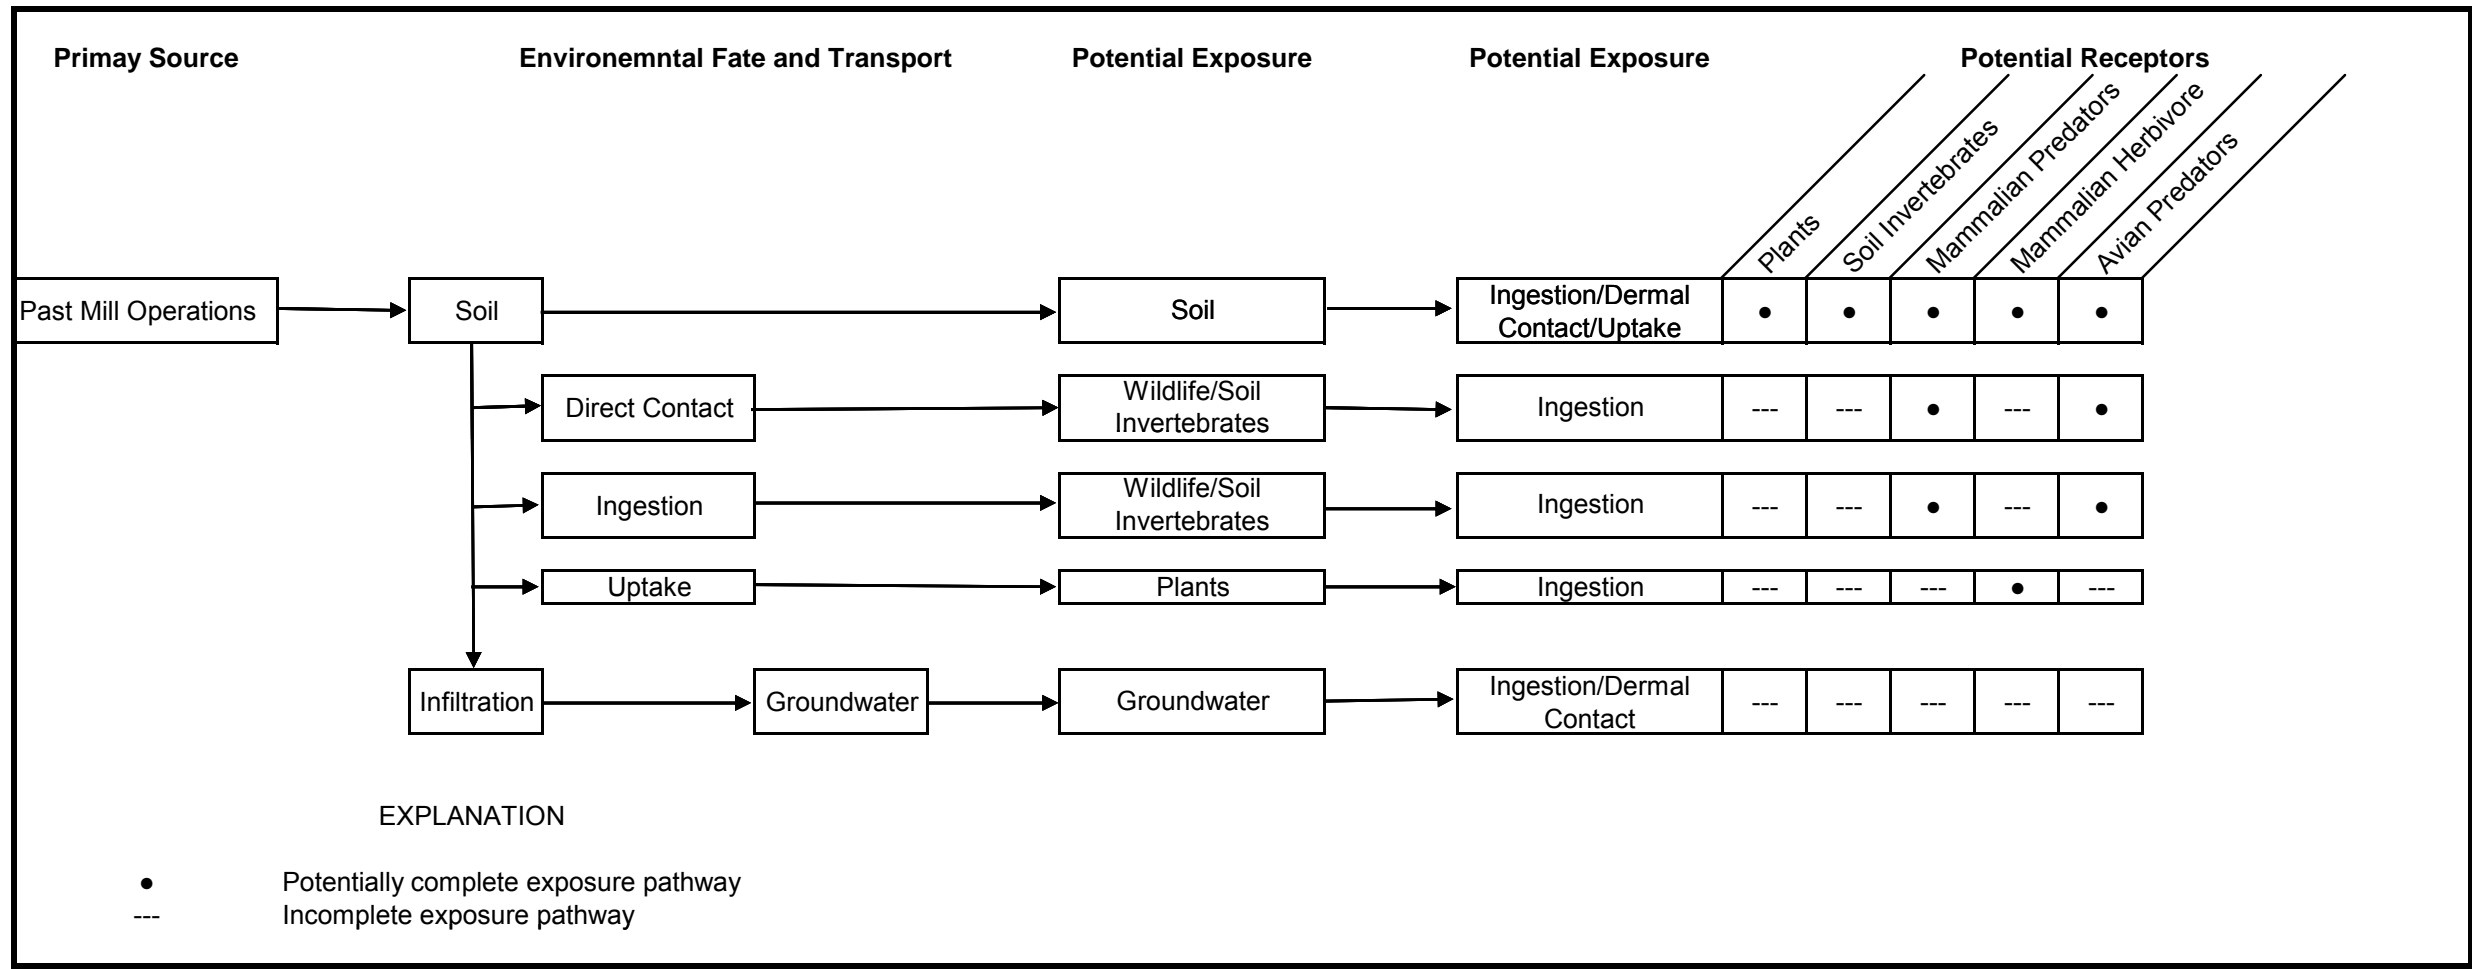 Primay Source
Environemntal Fate and Transport
Potential Exposure
Potential Exposure
Potential Receptors
Plants
Soil Invertebrates
Mammalian Predators
Mammalian Herbivore
Avian Predators
Past Mill Operations
Soil
Soil
Ingestion/Dermal
Contact/Uptake
● ● ● ● ●
Direct Contact
Wildlife/Soil
Invertebrates
Ingestion
--- --- ● --- ●
Ingestion
Wildlife/Soil
Invertebrates
Ingestion
--- --- ● --- ●
Uptake
Plants
Ingestion
--- --- --- ● ---
Infiltration
Groundwater
Groundwater
Ingestion/Dermal
Contact
--- --- --- --- ---
EXPLANATION
● Potentially complete exposure pathway
--- Incomplete exposure pathway